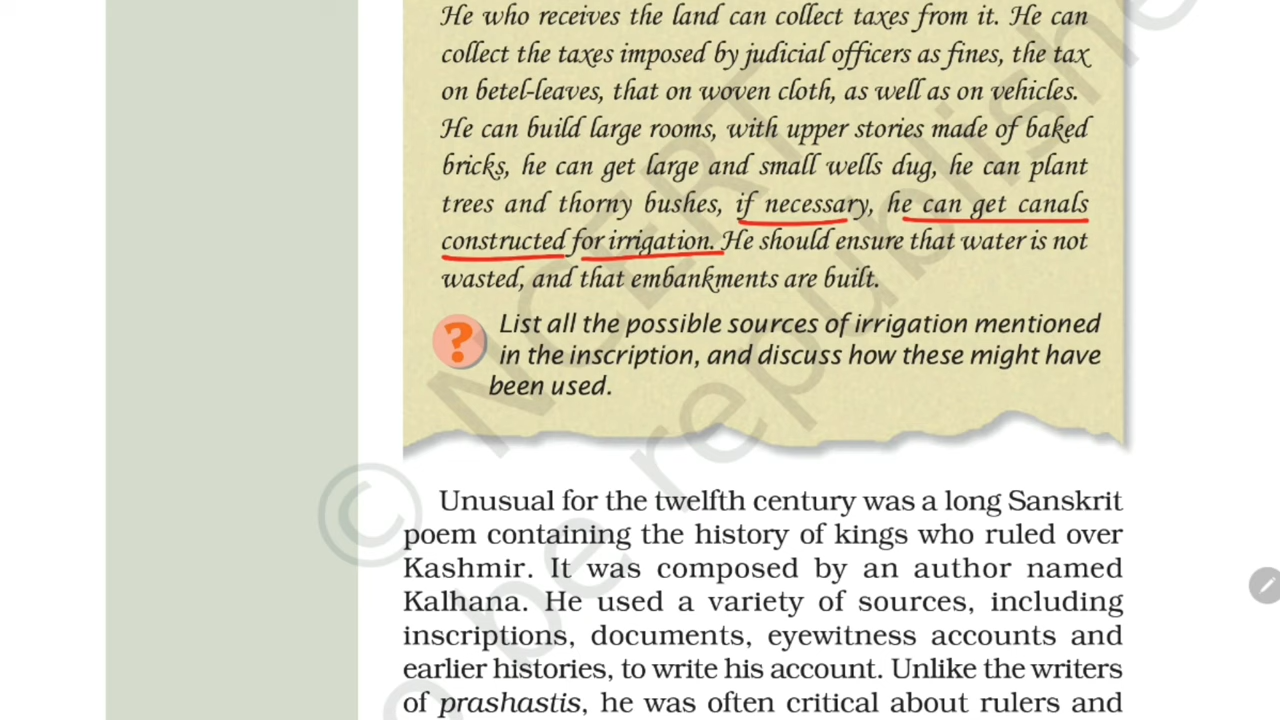 He who receives the land can collect taxes from it. He can
collect the taxes imposed by judicial officers as fines, the tax
on betel-leaves, that on woven cloth, as well as on vehicles.
He can build large rooms, with upper stories made of baked
bricks, he can get large and small wells dug, he can plant
trees and thorny bushes, if necessary, he can get canals
constructed for irrigation. He should ensure that water is not
wasted, and that embankments are built.
? List all the possible sources of irrigation mentioned
in the inscription, and discuss how these might have
been used.
Unusual for the twelfth century was a long Sanskrit
poem containing the history of kings who ruled over
Kashmir. It was composed by an author named
Kalhana. He used a variety of sources, including
inscriptions, documents, eyewitness accounts and
earlier histories, to write his account. Unlike the writers
of prashastis, he was often critical about rulers and
© NCERT
be republishe